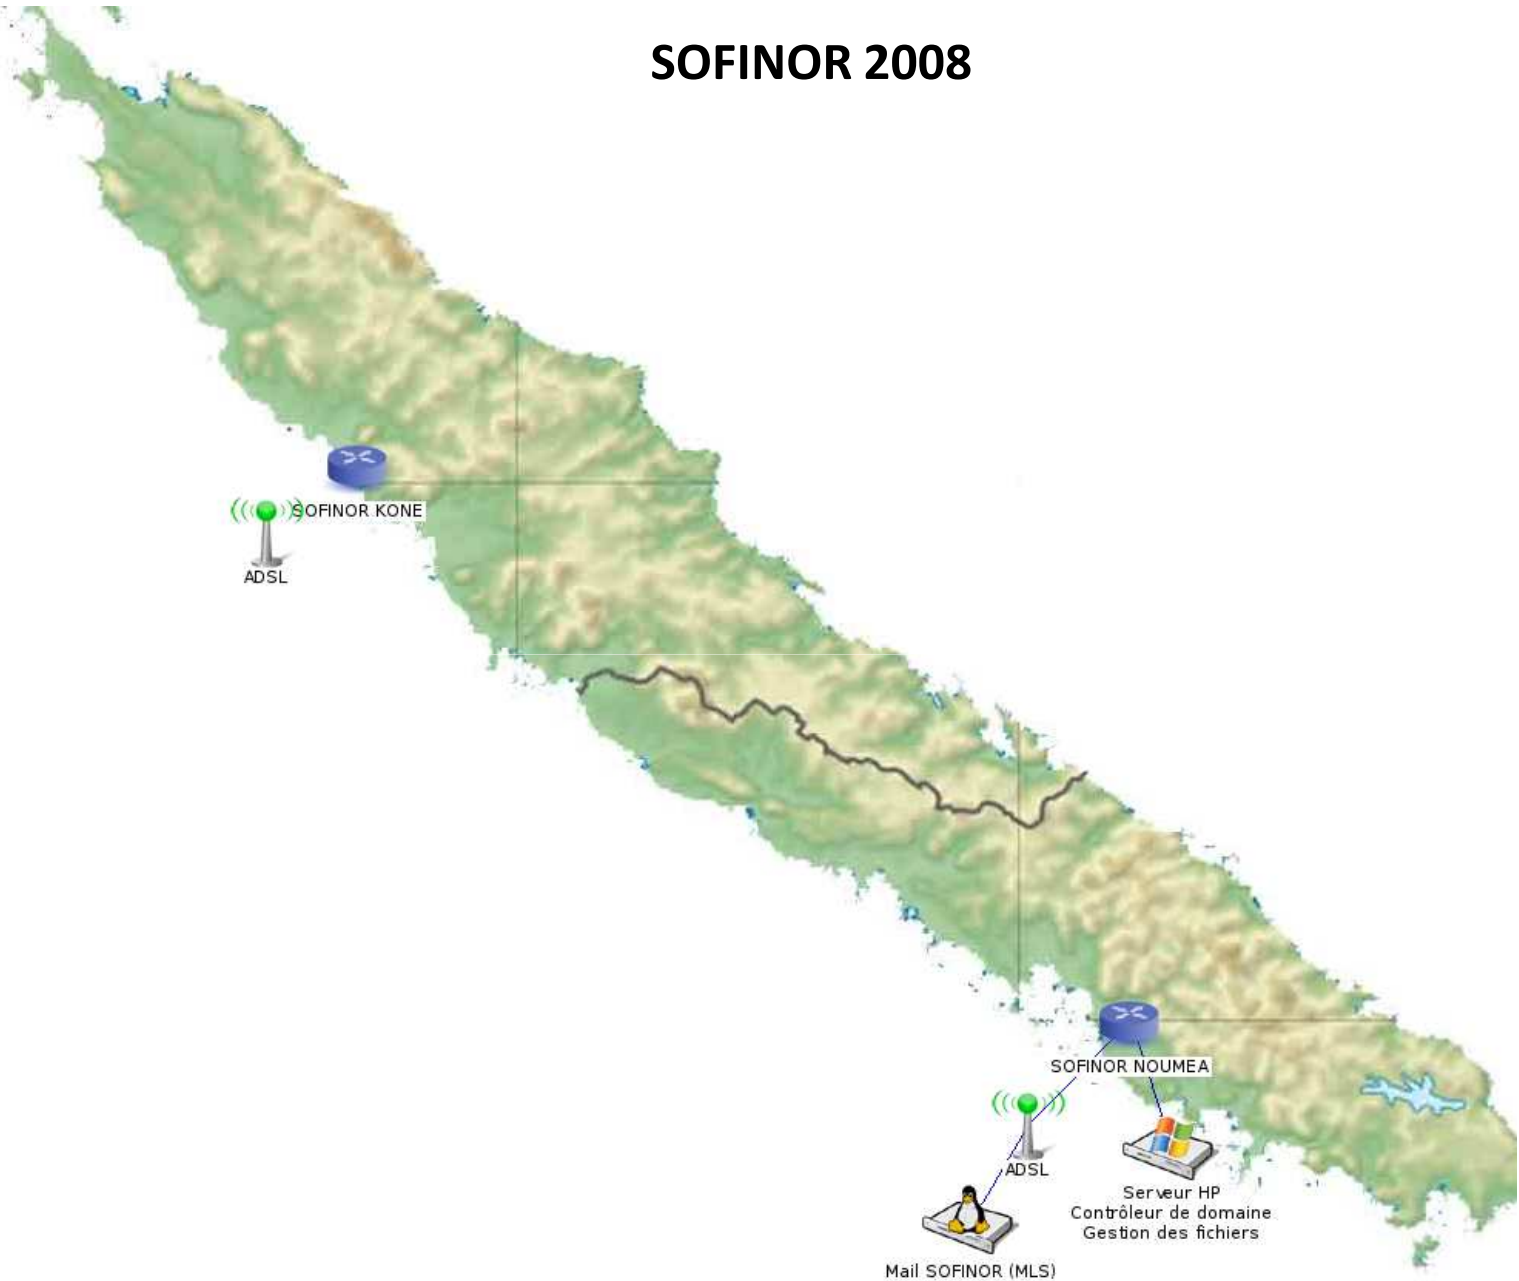 SOFINOR 2008
SOFINOR KONE
ADSL
SOFINOR NOUMEA
ADSL
Serveur HP
Contrôleur de domaine
Gestion des fichiers
Mail SOFINOR (MLS)